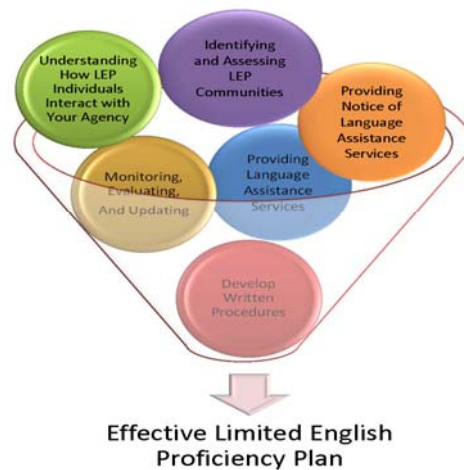 Understanding
How LEP
Individuals
Interact with
Your Agency
Identifying
and Assessing
LEP
Communities
Providing
Notice of
Language
Assistance
Services
Monitoring,
Evaluating,
And Updating
Providing
Language
Assistance
Services
Develop
Written
Procedures
Effective Limited English
Proficiency Plan